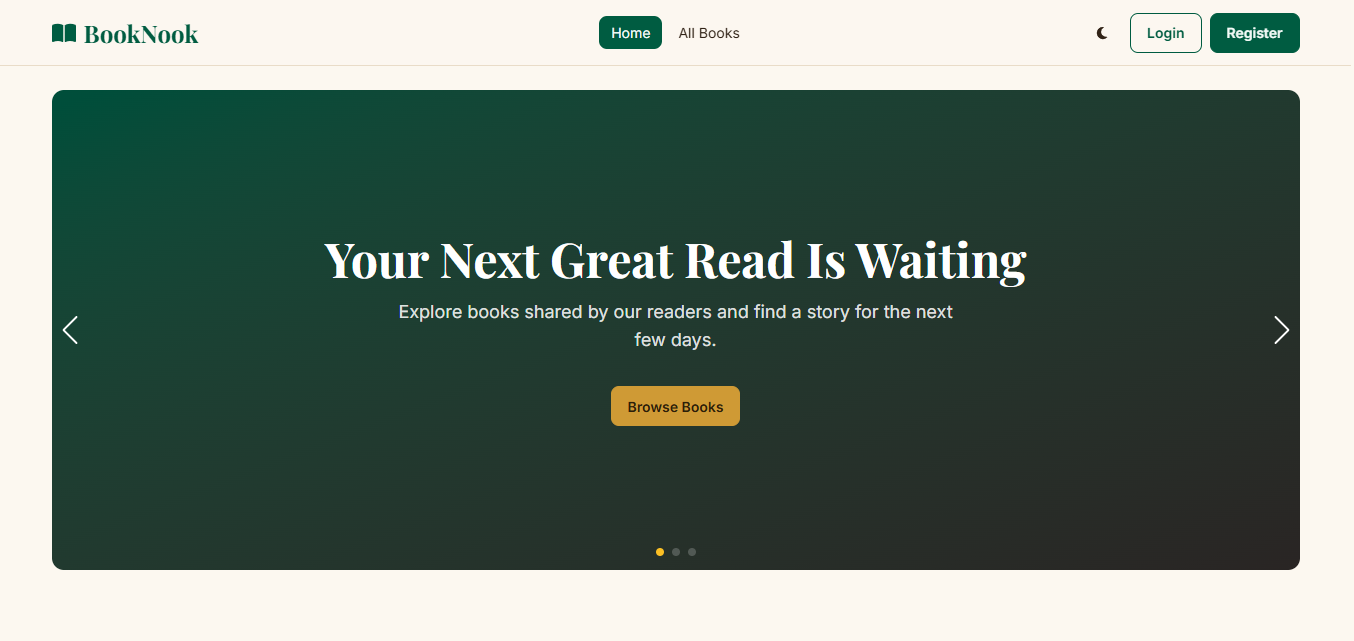 BookNook
Home
All Books
Login
Register
Your Next Great Read Is Waiting
Explore books shared by our readers and find a story for the next
few days.
Browse Books